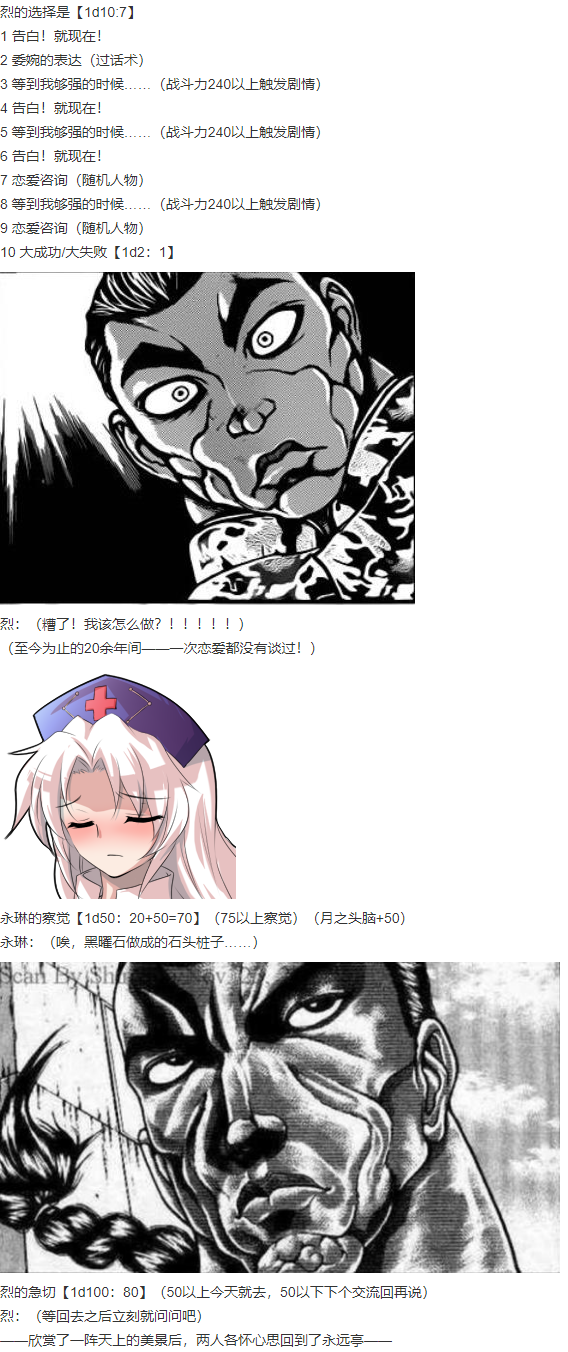 烈的选择是【1d10:7】
1 告白！就现在！
2 委婉的表达（过话术）
3 等到我够强的时候……（战斗力240以上触发剧情）
4 告白！就现在！
5 等到我够强的时候……（战斗力240以上触发剧情）
6 告白！就现在！
7 恋爱咨询（随机人物）
8 等到我够强的时候……（战斗力240以上触发剧情）
9 恋爱咨询（随机人物）
10 大成功/大失败【1d2：1】
烈：（糟了！我该怎么做？！！！！！！）
（至今为止的20余年间——一次恋爱都没有谈过！）
永琳的察觉【1d50：20+50=70】（75以上察觉）（月之头脑+50）
永琳：（唉，黑曜石做成的石头桩子……）
Scan By
烈的急切【1d100：80】（50以上今天就去，50以下下个交流回再说）
烈：（等回去之后立刻就问问吧）
——欣赏了一阵天上的美景后，两人各怀心思回到了永远亭——